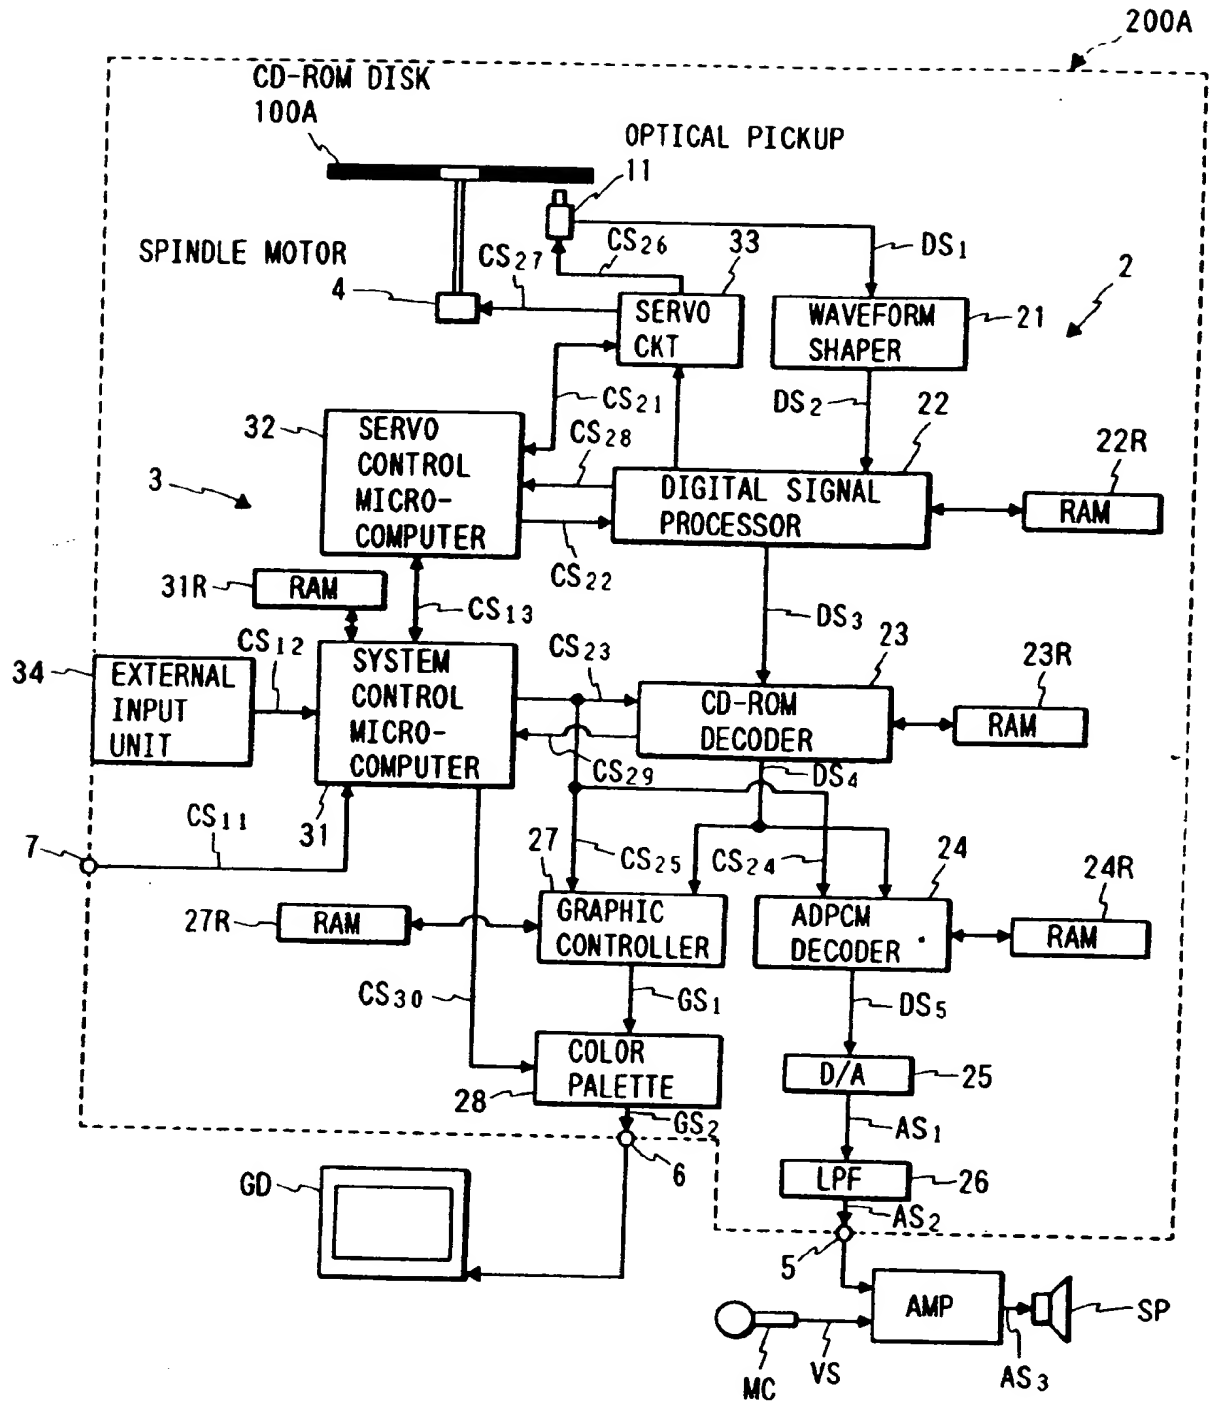 200A
CD-ROM DISK
100A
OPTICAL PICKUP
11
SPINDLE MOTOR
4
CS27
CS26
33
DS1
2
SERVO
CKT
WAVEFORM
SHAPER
21
CS21
DS2
22
32
SERVO
CONTROL
MICRO-
COMPUTER
CS28
22R
3
DIGITAL SIGNAL
PROCESSOR
RAM
CS22
31R
RAM
CS13
DS3
CS12
CS23
23
23R
34
EXTERNAL
INPUT
UNIT
SYSTEM
CONTROL
MICRO-
COMPUTER
CD-ROM
DECODER
RAM
CS29
DS4
31
CS11
7
27
CS25
CS24
24
24R
27R
RAM
GRAPHIC
CONTROLLER
ADPCM
DECODER
RAM
CS30
GS1
DS5
COLOR
PALETTE
28
D/A
25
GS2
AS1
6
GD
LPF
26
AS2
5
AMP
SP
MC
VS
AS3